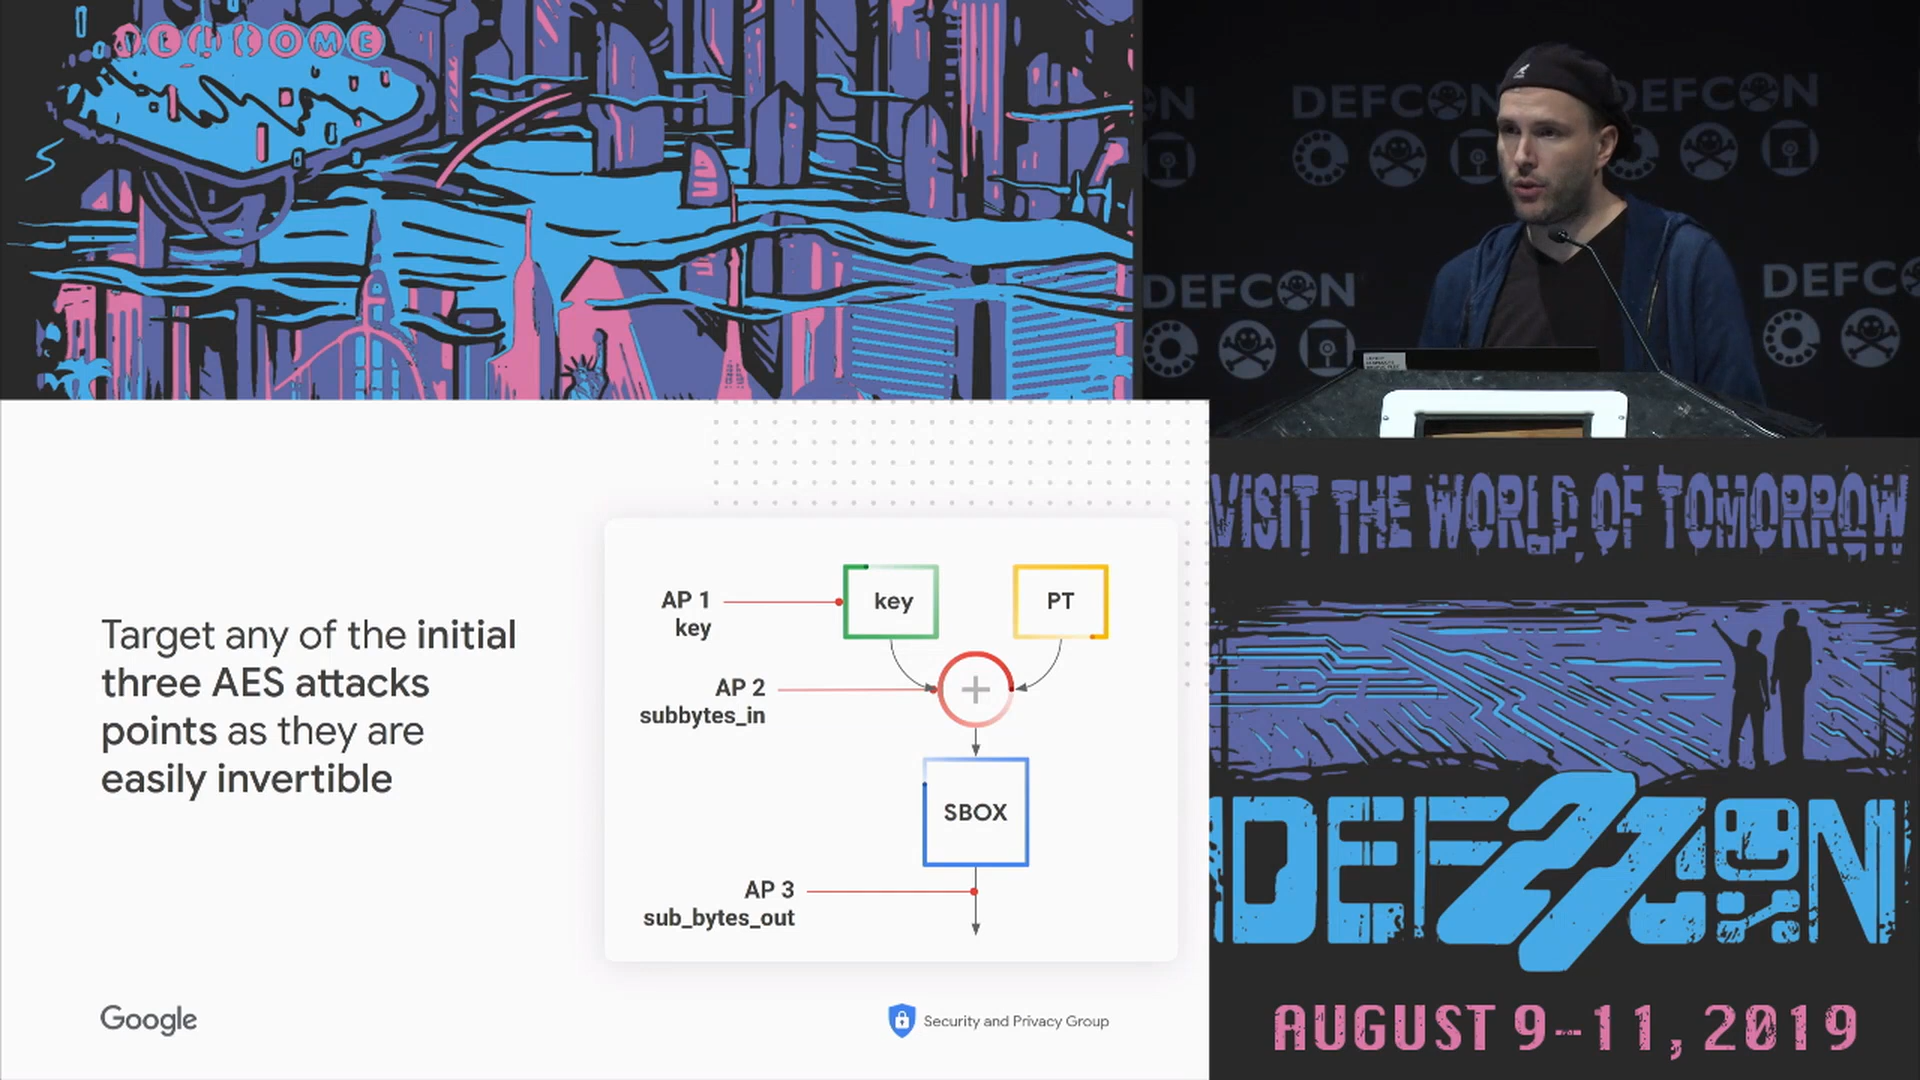 WELCOME
DEFCON
DEFCON
DEFCON
VISIT THE WORLD OF TOMORROW
Target any of the initial
three AES attacks
points as they are
easily invertible
AP 1
key
key
PT
AP 2
subbytes_in
+
SBOX
AP 3
sub_bytes_out
Google
Security and Privacy Group
DEFCON
27
AUGUST 9-11, 2019